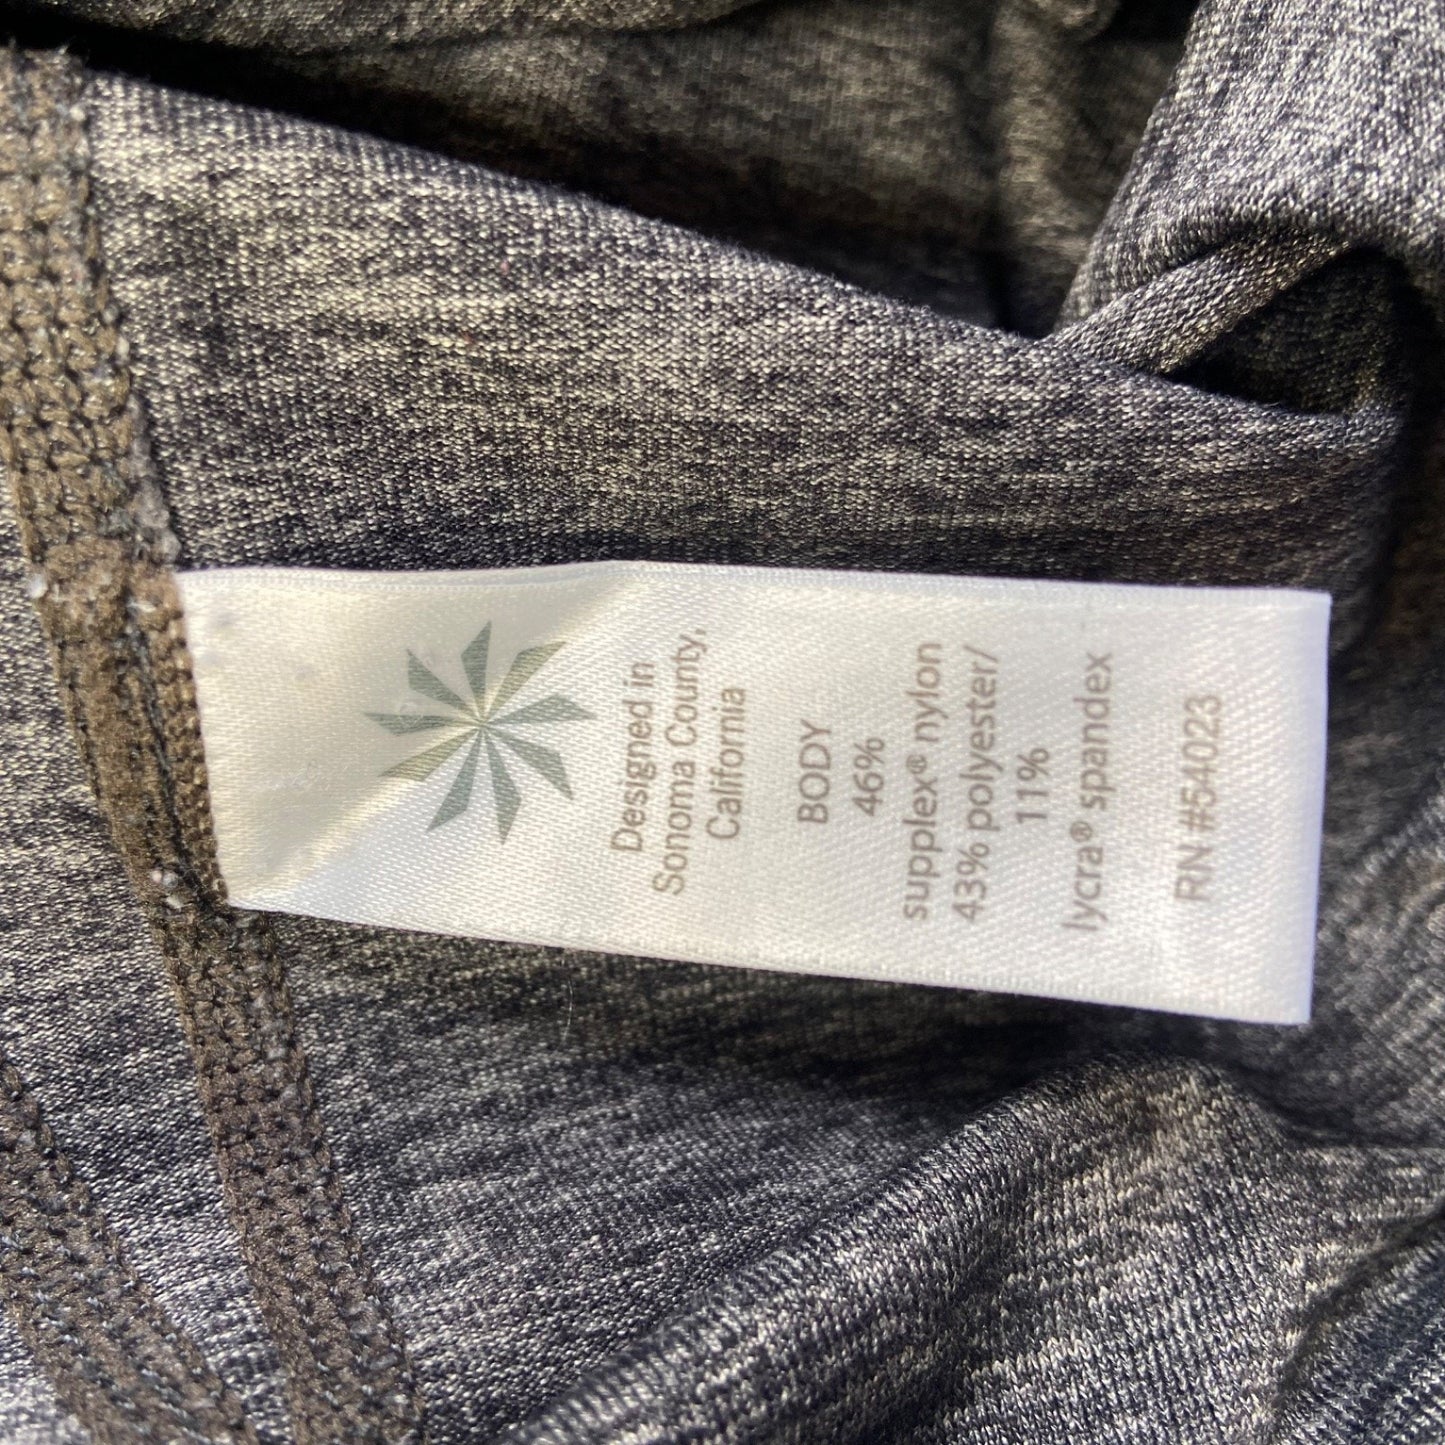 Designed in
Sonoma County,
California
BODY
46%
supplex® nylon
43% polyester/
11%
lycra® spandex
RN #54023